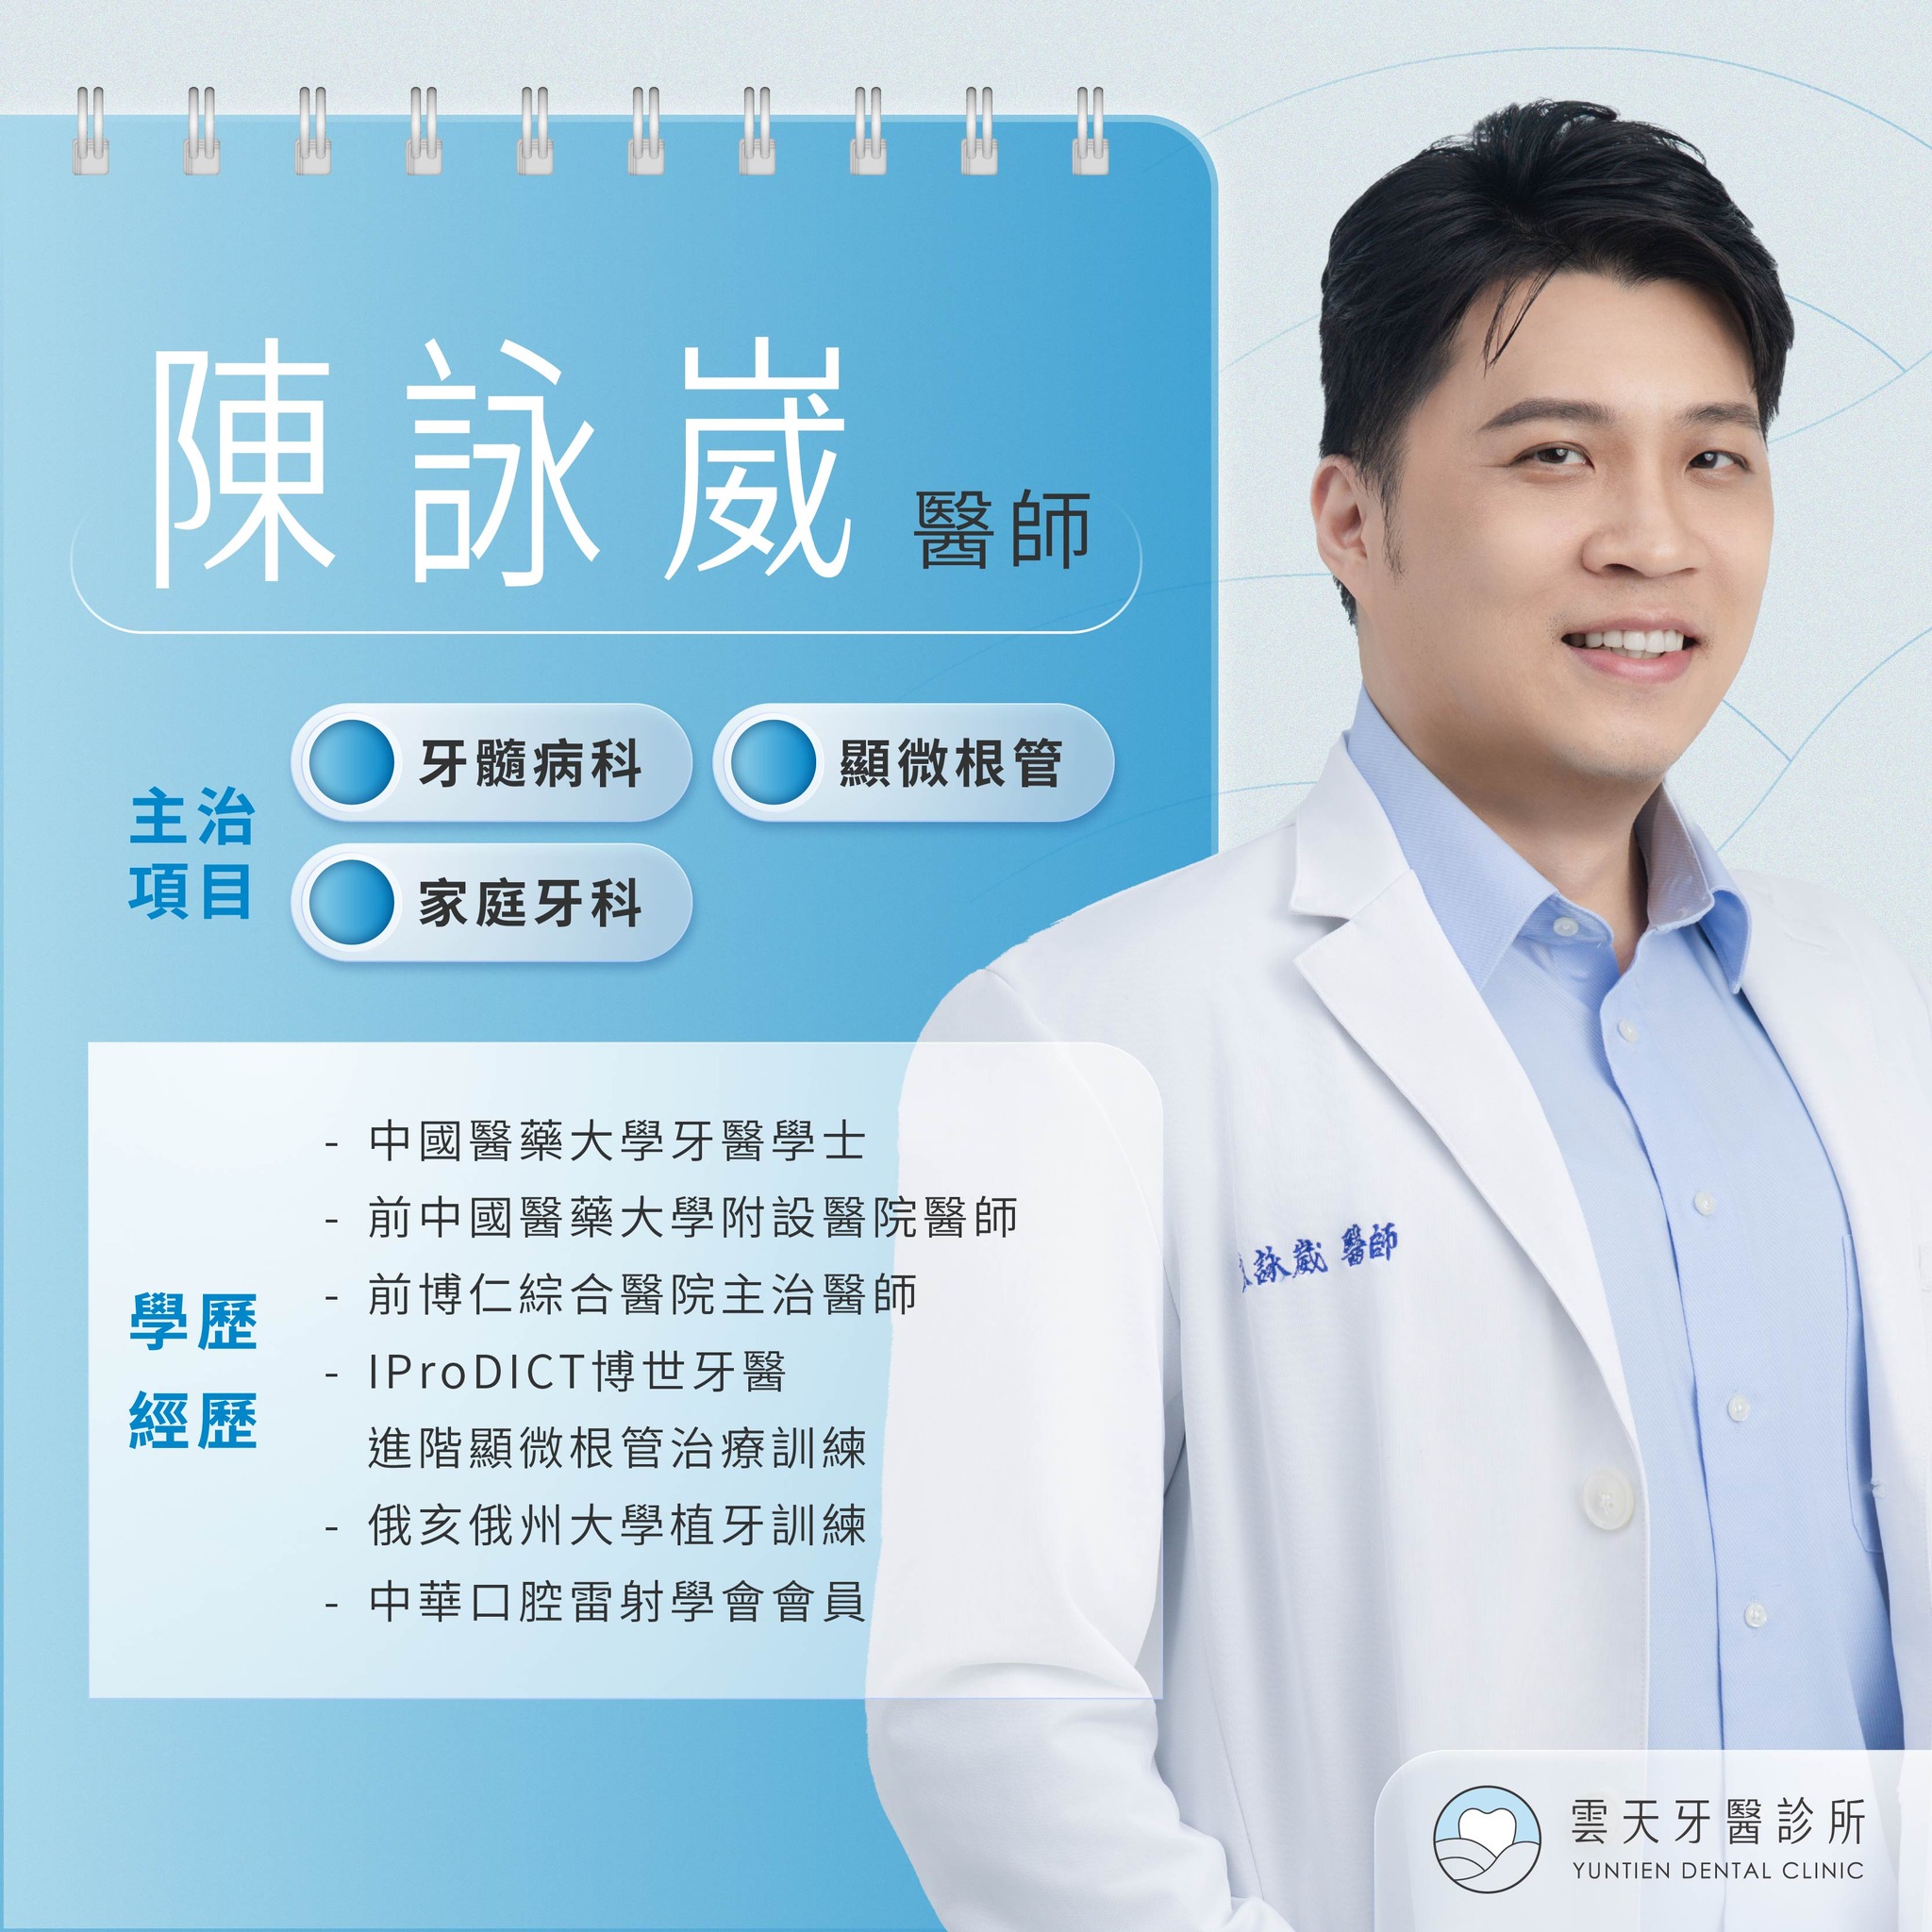 陳詠崴 醫師
主治
項目
牙髓病科
顯微根管
家庭牙科
學歷
經歷
- 中國醫藥大學牙醫學士
- 前中國醫藥大學附設醫院醫師
- 前博仁綜合醫院主治醫師
- IProDICT博世牙醫
進階顯微根管治療訓練
- 俄亥俄州大學植牙訓練
- 中華口腔雷射學會會員
詠崴 醫師
雲天牙醫診所
YUNTIEN DENTAL CLINIC